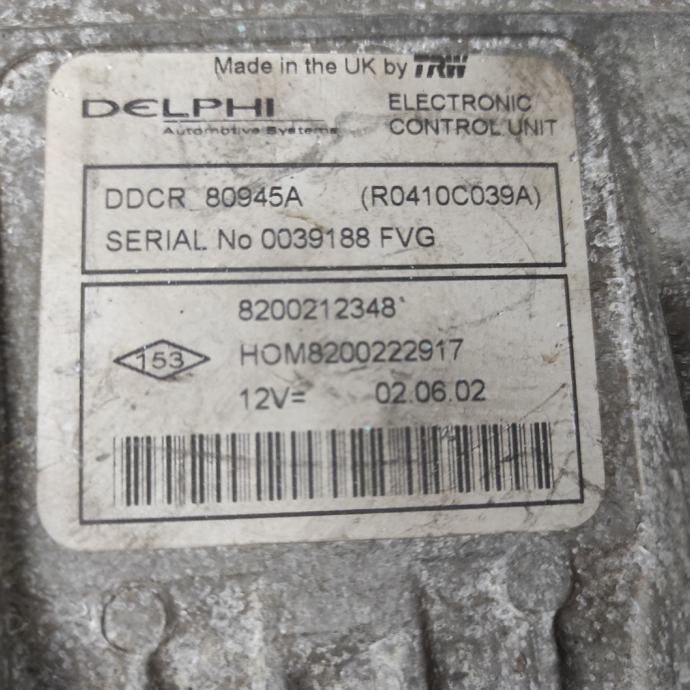 Made in the UK by TRW
DELPHI
Automotive Systems
ELECTRONIC
CONTROL UNIT
DDCR 80945A (R0410C039A)
SERIAL No 0039188 FVG
8200212348
153 HOM8200222917
12V= 02.06.02